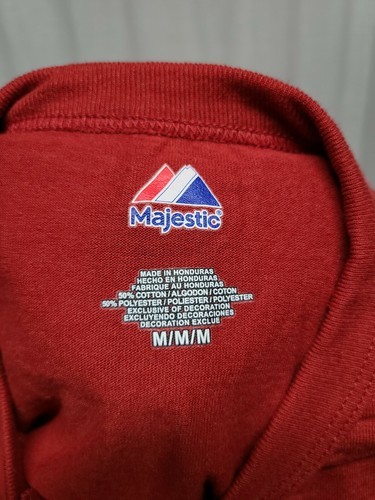 Majestic®
MADE IN HONDURAS
HECHO EN HONDURAS
FABRIQUE AU HONDURAS
50% COTTON / ALGODON / COTON
50% POLYESTER / POLIESTER / POLYESTER
EXCLUSIVE OF DECORATION
EXCLUYENDO DECORACIONES
DECORATION EXCLUE
M/M/M